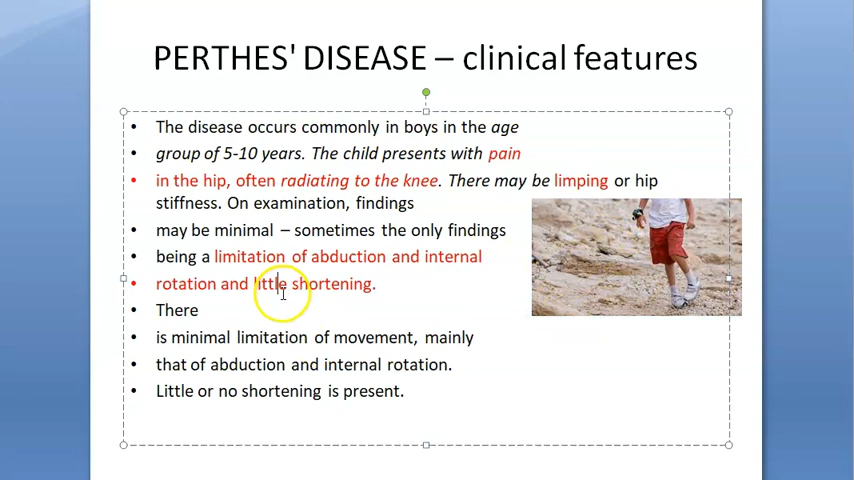 PERTHES' DISEASE – clinical features
• The disease occurs commonly in boys in the age
• group of 5-10 years. The child presents with pain
• in the hip, often radiating to the knee. There may be limping or hip
stiffness. On examination, findings
• may be minimal – sometimes the only findings
• being a limitation of abduction and internal
• rotation and little shortening.
• There
• is minimal limitation of movement, mainly
• that of abduction and internal rotation.
• Little or no shortening is present.